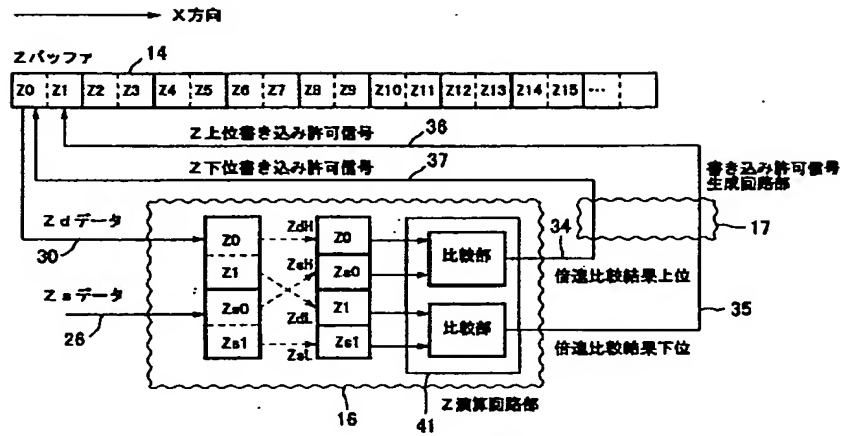 X方向
Zバッファ
14
Z0 Z1 Z2 Z3 Z4 Z5 Z6 Z7 Z8 Z9 Z10 Z11 Z12 Z13 Z14 Z15 …
Z上位書き込み許可信号
36
Z下位書き込み許可信号
37
書き込み許可信号
生成回路部
17
Zdデータ
30
Zsデータ
26
Z0
Z1
Zs0
Zs1
ZdH
ZsH
ZdL
ZsL
Z0
Zs0
Z1
Zs1
比較部
比較部
34
倍速比較結果上位
35
倍速比較結果下位
16
41
Z演算回路部